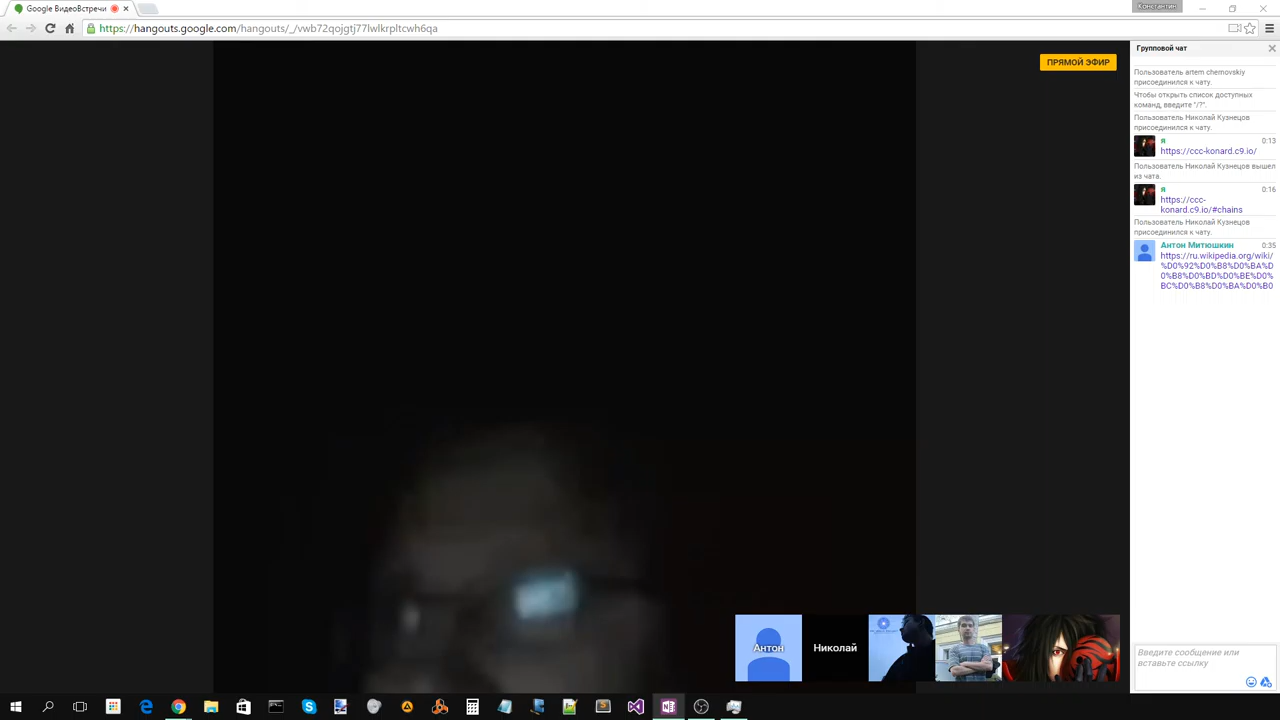 Google ВидеоВстречи
Константин
https://hangouts.google.com/hangouts/_/vwb72qojgtj77lwlkrpltcwh6qa
ПРЯМОЙ ЭФИР
Групповой чат
Пользователь artem chernovskiy
присоединился к чату.
Чтобы открыть список доступных
команд, введите "/?".
Пользователь Николай Кузнецов
присоединился к чату.
я 0:13
https://ccc-konard.c9.io/
Пользователь Николай Кузнецов вышел
из чата.
я 0:16
https://ccc-
konard.c9.io/#chains
Пользователь Николай Кузнецов
присоединился к чату.
Антон Митюшкин 0:35
https://ru.wikipedia.org/wiki/
%D0%92%D0%B8%D0%BA%D
0%B8%D0%BD%D0%BE%D0%
BC%D0%B8%D0%BA%D0%B0
Антон
Николай
Введите сообщение или
вставьте ссылку